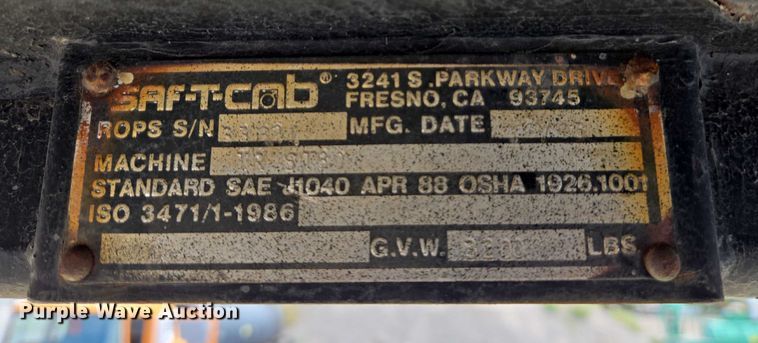 SAF-T-CAB® 3241 S. PARKWAY DRIVE
FRESNO, CA 93745
ROPS S/N MFG. DATE
MACHINE
STANDARD SAE J1040 APR 88 OSHA 1926.1001
ISO 3471/1-1986
G.V.W. LBS
Purple Wave Auction